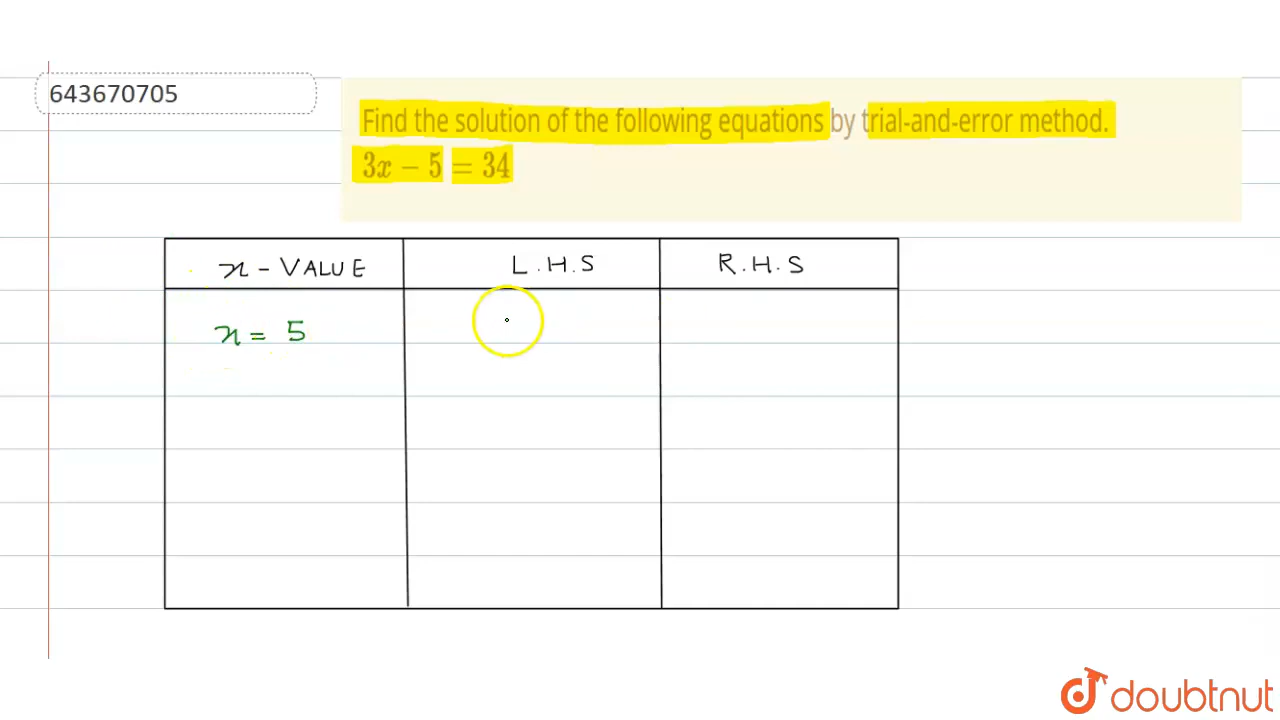 643670705
Find the solution of the following equations by trial-and-error method.
3x − 5 = 34
x - VALUE L.H.S R.H.S
x = 5
doubtnut